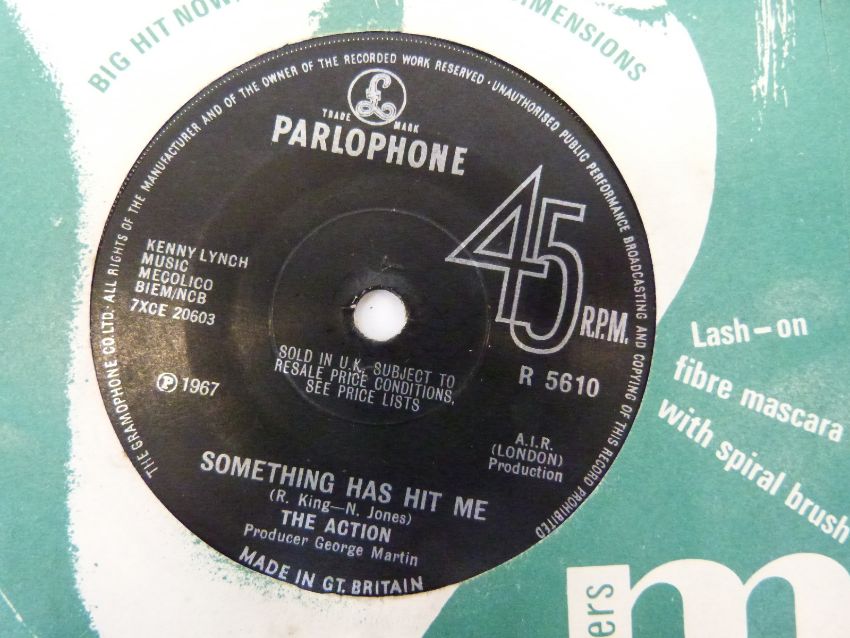 BIG HIT NOW
DIMENSIONS
THE GRAMOPHONE CO. LTD. ALL RIGHTS OF THE MANUFACTURER AND OF THE OWNER OF THE RECORDED WORK RESERVED · UNAUTHORISED PUBLIC PERFORMANCE BROADCASTING AND COPYING OF THIS RECORD PROHIBITED
£
TRADE MARK
PARLOPHONE
45 R.P.M.
KENNY LYNCH
MUSIC
MECOLICO
BIEM/NCB
7XCE 20603
Ⓟ 1967
SOLD IN U.K. SUBJECT TO
RESALE PRICE CONDITIONS,
SEE PRICE LISTS
R 5610
A.I.R.
(LONDON)
Production
SOMETHING HAS HIT ME
(R. King—N. Jones)
THE ACTION
Producer George Martin
MADE IN GT. BRITAIN
Lash-on
fibre mascara
with spiral brush
ers
m